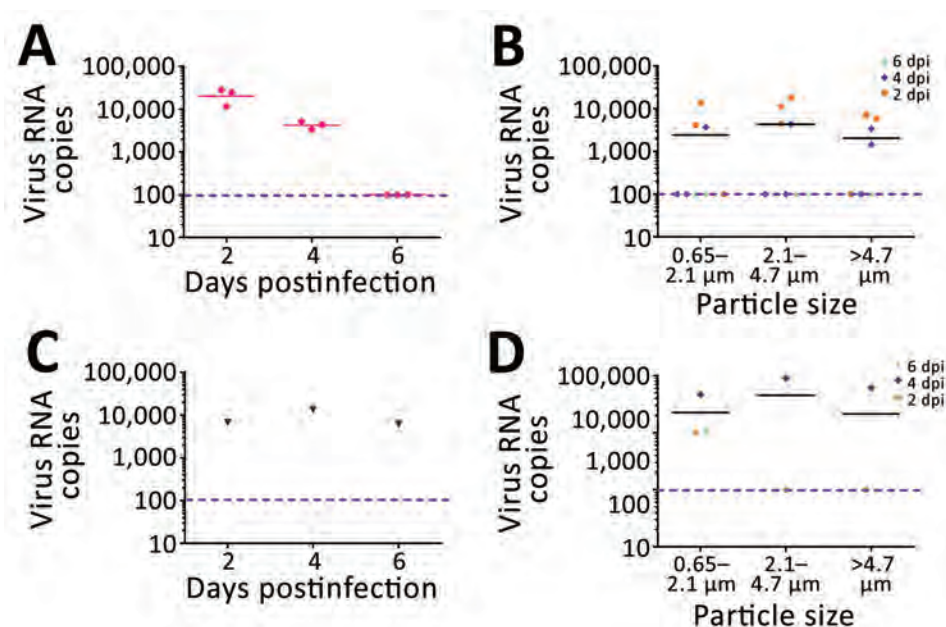 A
Virus RNA
copies
100,000
10,000
1,000
100
10
2 4 6
Days postinfection
B
Virus RNA
copies
100,000
10,000
1,000
100
10
6 dpi
4 dpi
2 dpi
0.65–
2.1 µm
2.1–
4.7 µm
>4.7
µm
Particle size
C
Virus RNA
copies
100,000
10,000
1,000
100
10
2 4 6
Days postinfection
D
Virus RNA
copies
100,000
10,000
1,000
100
10
6 dpi
4 dpi
2 dpi
0.65–
2.1 µm
2.1–
4.7 µm
>4.7
µm
Particle size